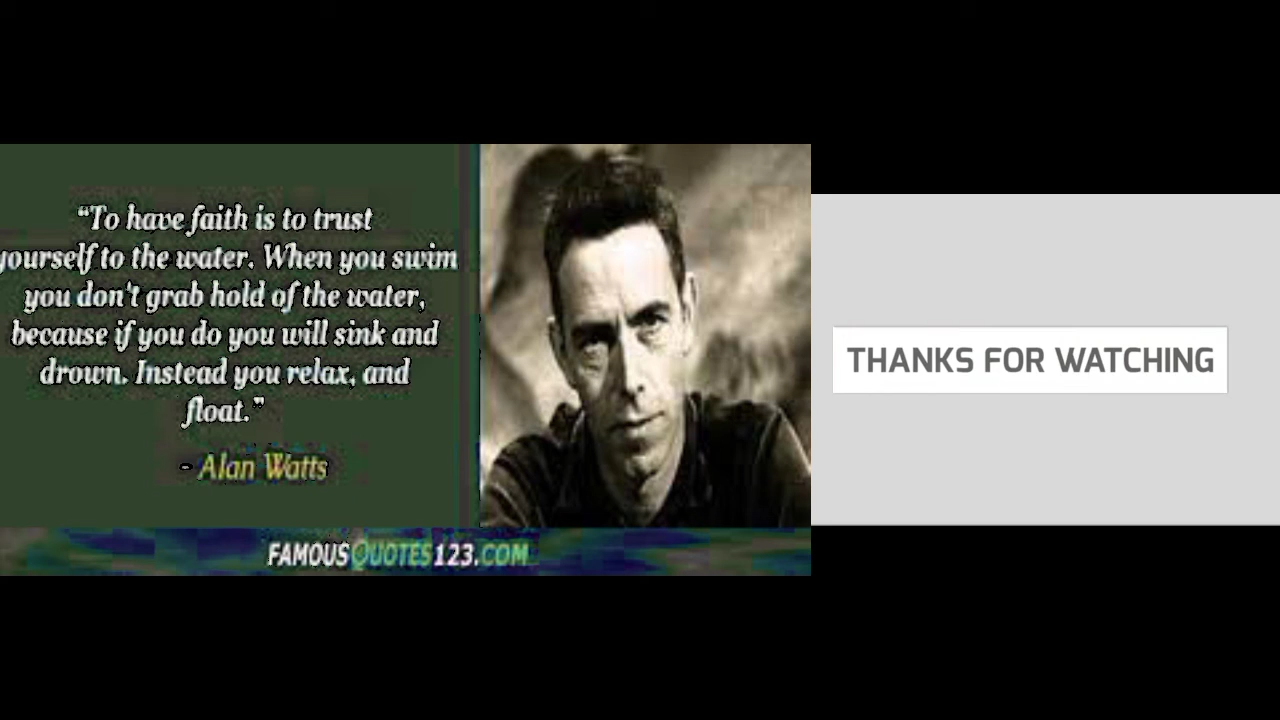 “To have faith is to trust
yourself to the water. When you swim
you don't grab hold of the water,
because if you do you will sink and
drown. Instead you relax, and
float.”
- Alan Watts
FAMOUSQUOTES123.COM
THANKS FOR WATCHING